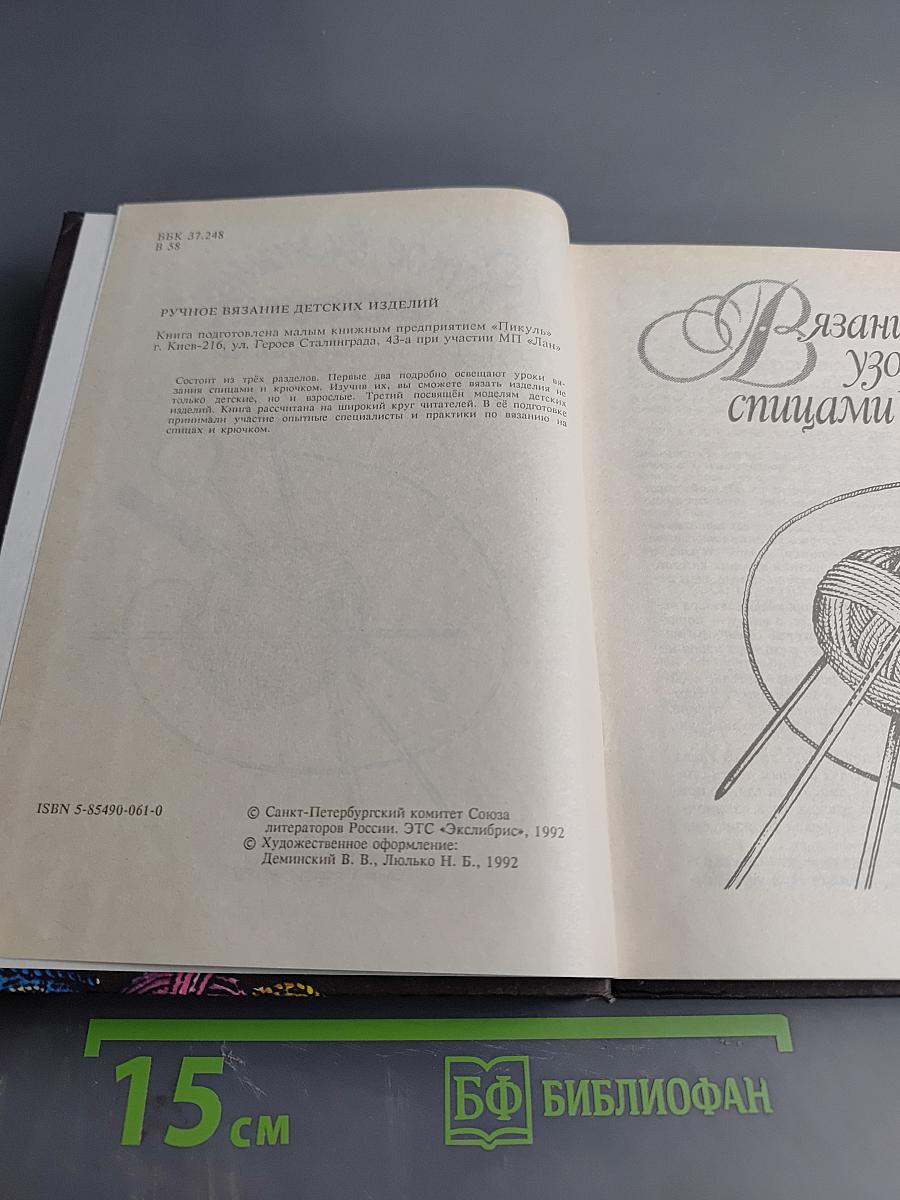 ББК 37.248
В 58
РУЧНОЕ ВЯЗАНИЕ ДЕТСКИХ ИЗДЕЛИЙ
Книга подготовлена малым книжным предприятием «Пикуль»
г. Киев-216, ул. Героев Сталинграда, 43-а при участии МП «Лан»
Состоит из трёх разделов. Первые два подробно освещают уроки вя-
зания спицами и крючком. Изучив их, вы сможете вязать изделия не
только детские, но и взрослые. Третий посвящён моделям детских
изделий. Книга рассчитана на широкий круг читателей. В её подготовке
принимали участие опытные специалисты и практики по вязанию на
спицах и крючком.
ISBN 5-85490-061-0
© Санкт-Петербургский комитет Союза
литераторов России. ЭТС «Экслибрис», 1992
© Художественное оформление:
Деминский В. В., Люлько Н. Б., 1992
Вязани
узо
спицами
15 см
БФ БИБЛИОФАН